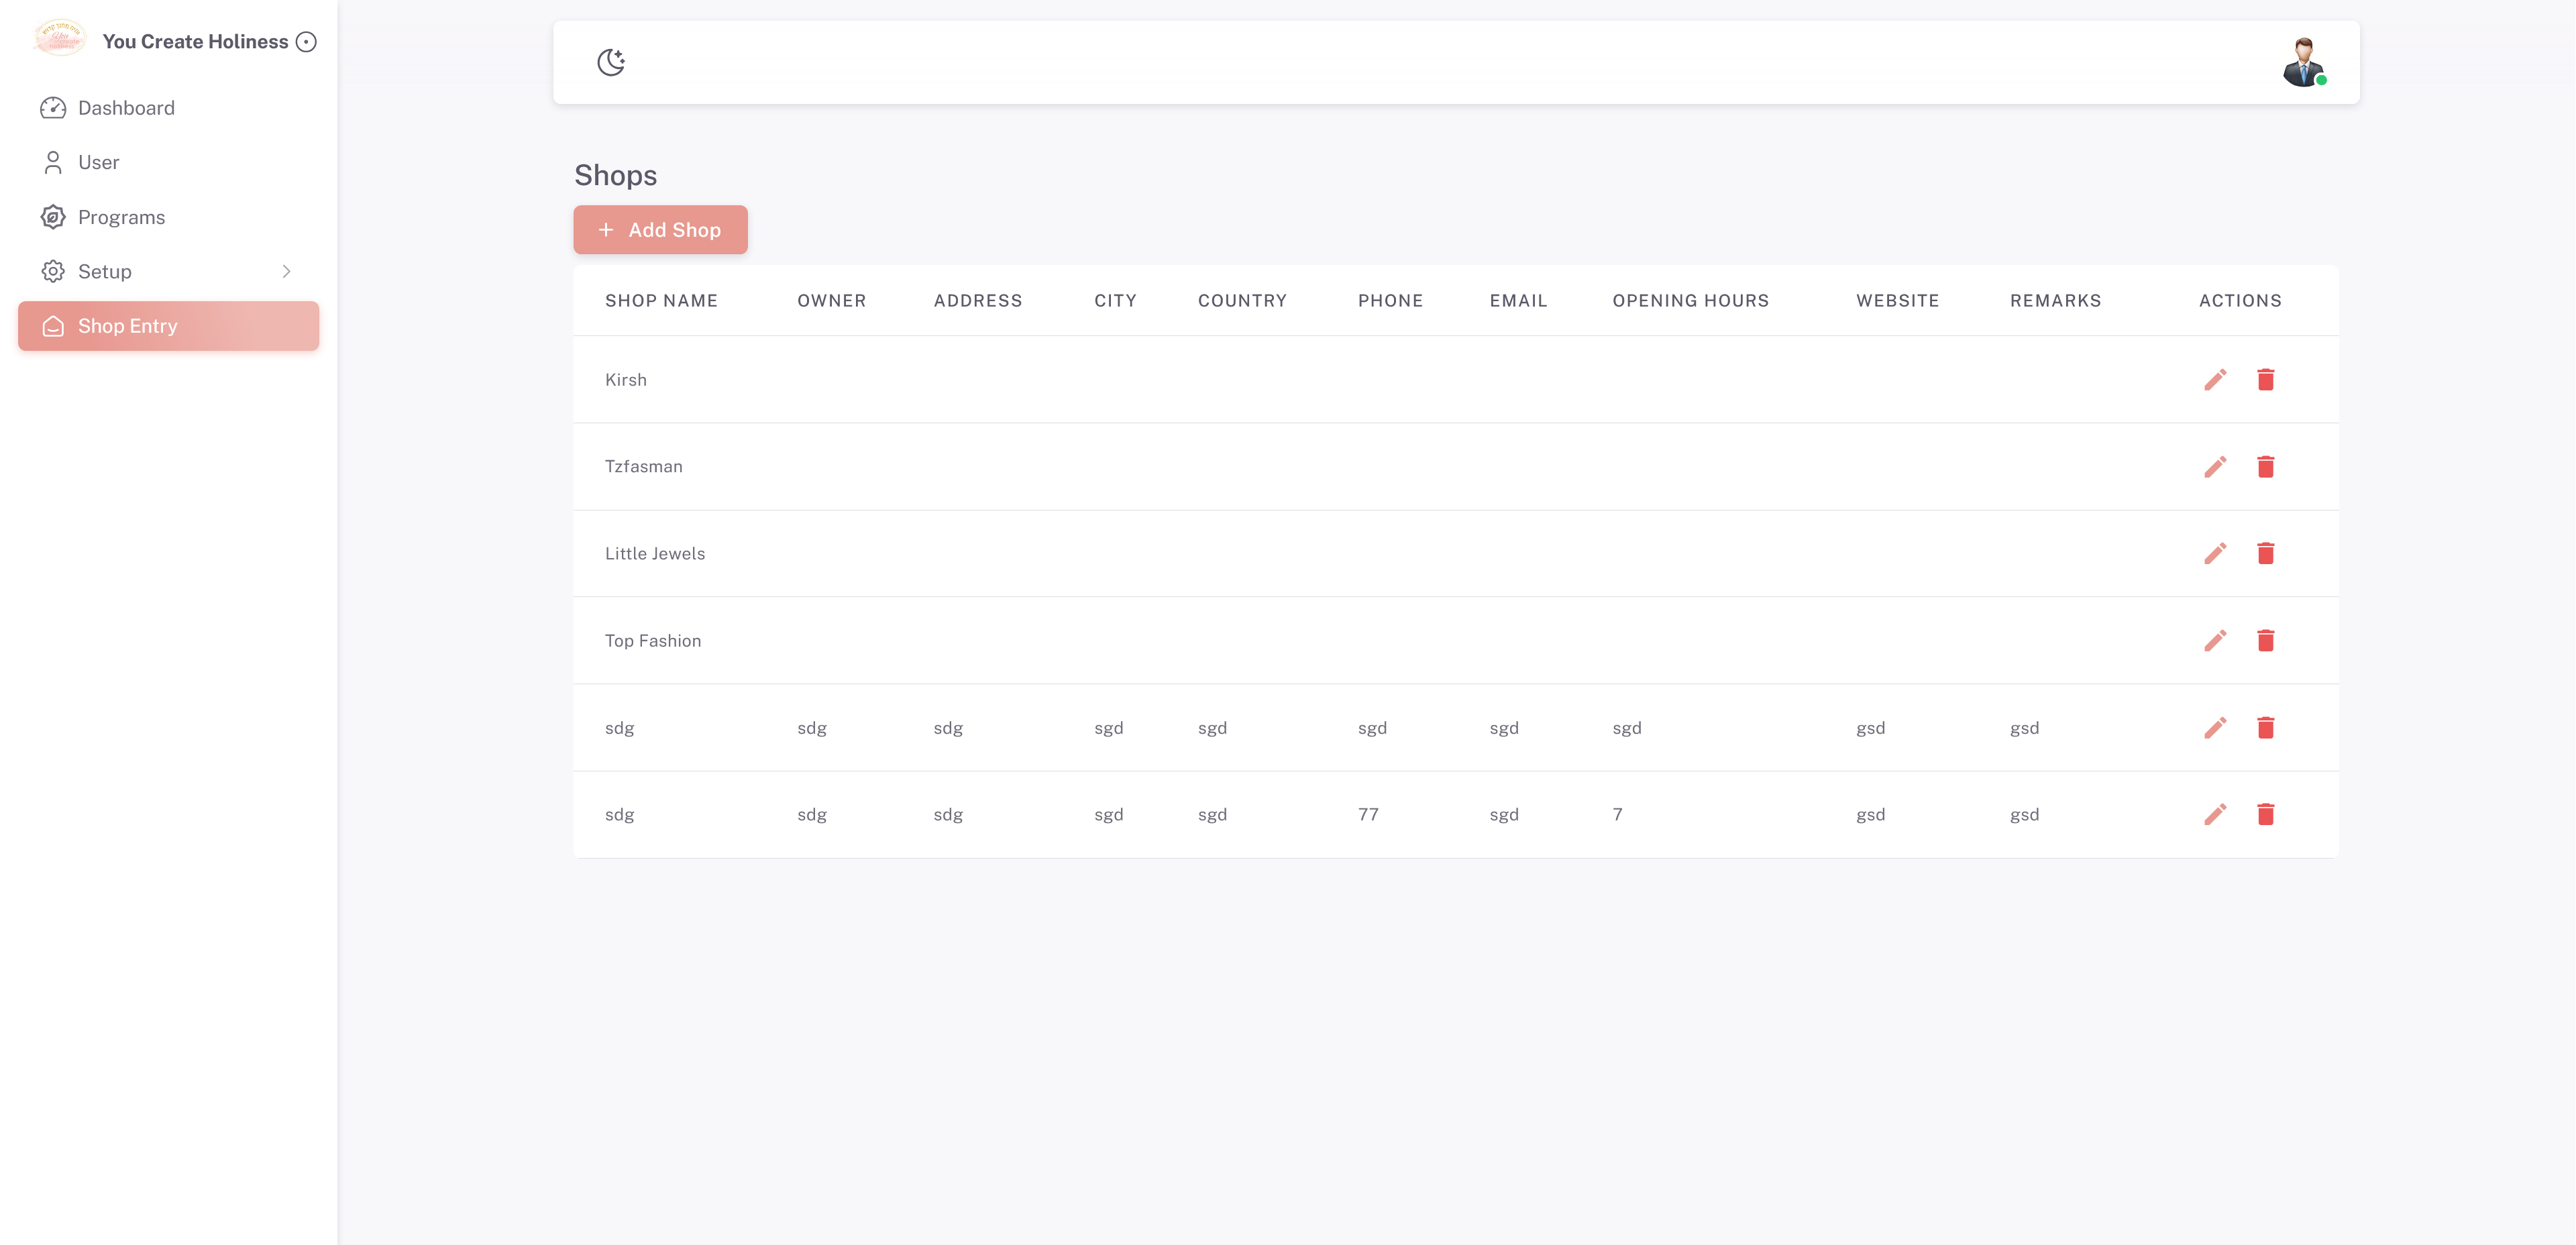 You Create Holiness
Dashboard
User
Programs
Setup
Shop Entry
Shops
+ Add Shop
SHOP NAME OWNER ADDRESS CITY COUNTRY PHONE EMAIL OPENING HOURS WEBSITE REMARKS ACTIONS
Kirsh
Tzfasman
Little Jewels
Top Fashion
sdg sdg sdg sgd sgd sgd sgd sgd gsd gsd
sdg sdg sdg sgd sgd 77 sgd 7 gsd gsd